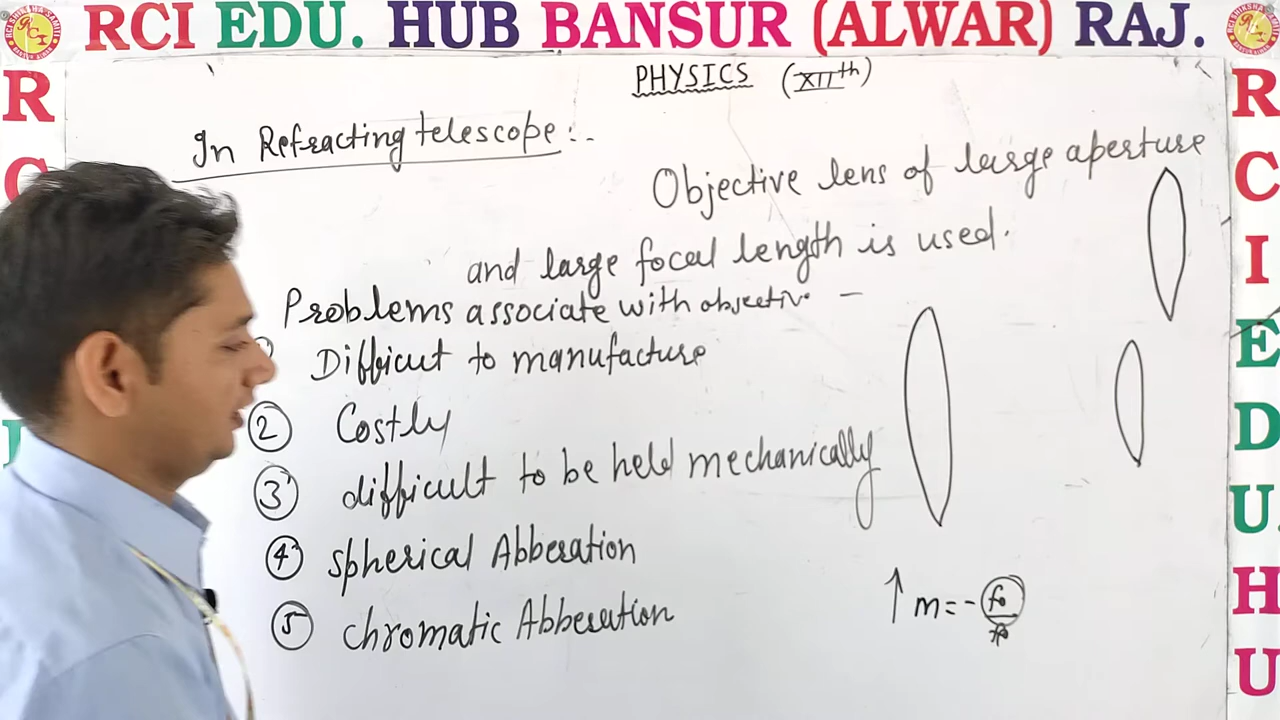 RCI EDU. HUB BANSUR (ALWAR) RAJ.
PHYSICS (XIIth)
In Refracting telescope :-
Objective lens of large aperture
and large focal length is used.
Problems associate with objective -
Difficut to manufacture
2 Costly
3 difficult to be held mechanically
4 spherical Abberation
5 chromatic Abberation
↑ m = - fo
R
C
R
C
I
E
D
U.
H
U